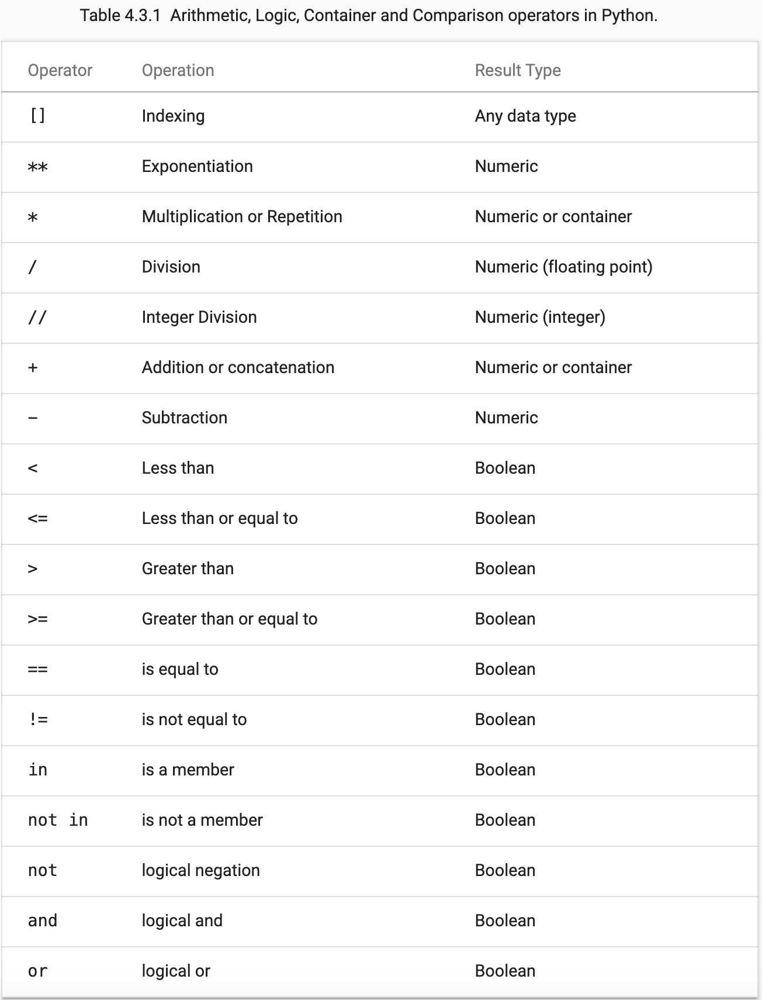 Table 4.3.1 Arithmetic, Logic, Container and Comparison operators in Python.
Operator Operation Result Type
[] Indexing Any data type
** Exponentiation Numeric
* Multiplication or Repetition Numeric or container
/ Division Numeric (floating point)
// Integer Division Numeric (integer)
+ Addition or concatenation Numeric or container
− Subtraction Numeric
< Less than Boolean
<= Less than or equal to Boolean
> Greater than Boolean
>= Greater than or equal to Boolean
== is equal to Boolean
!= is not equal to Boolean
in is a member Boolean
not in is not a member Boolean
not logical negation Boolean
and logical and Boolean
or logical or Boolean